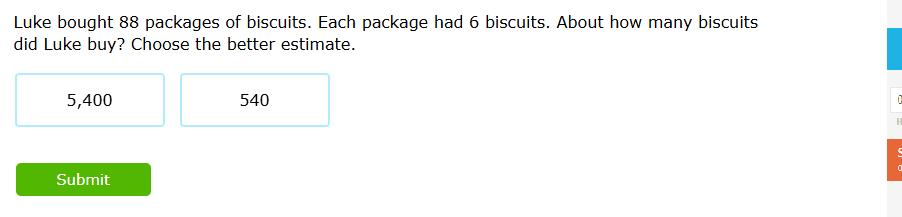 Luke bought 88 packages of biscuits. Each package had 6 biscuits. About how many biscuits
did Luke buy? Choose the better estimate.
5,400 540
Submit